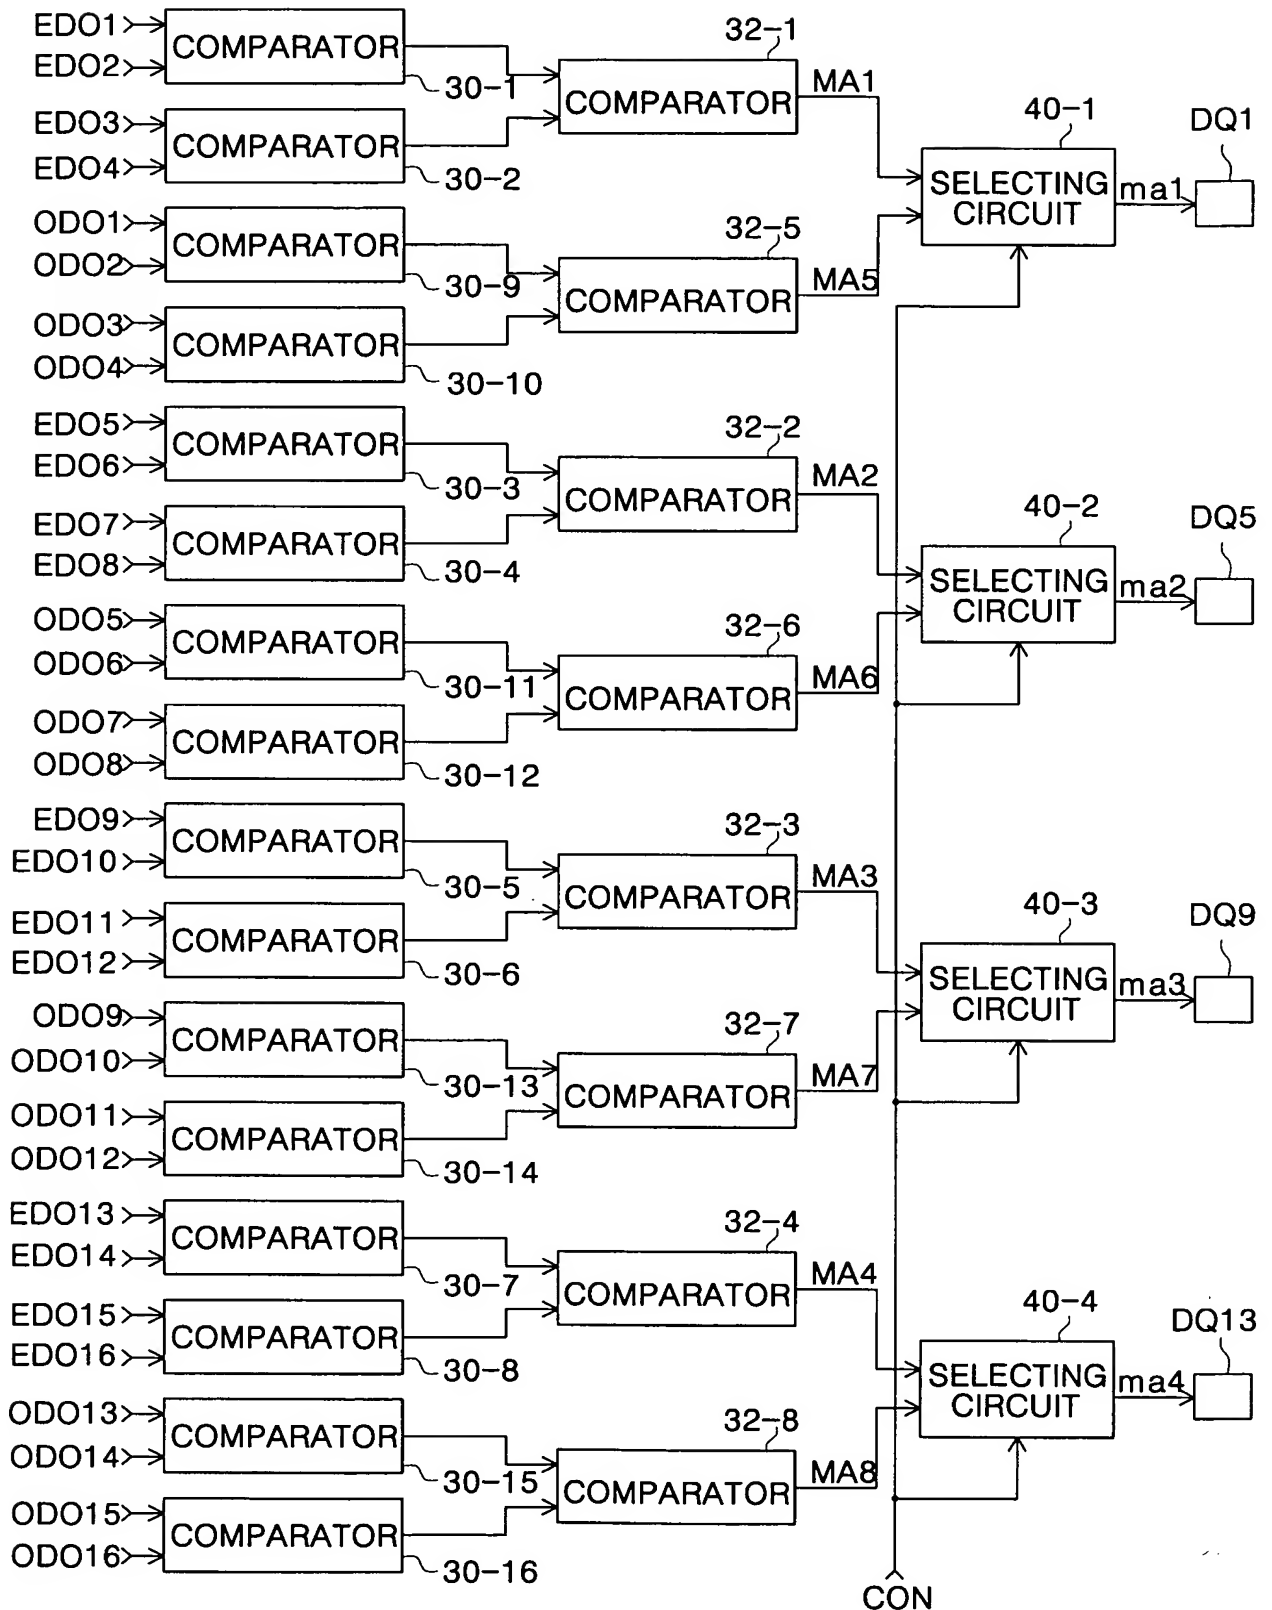 EDO1
EDO2
COMPARATOR
30-1
32-1
COMPARATOR
MA1
EDO3
EDO4
COMPARATOR
30-2
40-1
SELECTING
CIRCUIT
ma1
DQ1
ODO1
ODO2
COMPARATOR
30-9
32-5
COMPARATOR
MA5
ODO3
ODO4
COMPARATOR
30-10
EDO5
EDO6
COMPARATOR
30-3
32-2
COMPARATOR
MA2
EDO7
EDO8
COMPARATOR
30-4
40-2
SELECTING
CIRCUIT
ma2
DQ5
ODO5
ODO6
COMPARATOR
30-11
32-6
COMPARATOR
MA6
ODO7
ODO8
COMPARATOR
30-12
EDO9
EDO10
COMPARATOR
30-5
32-3
COMPARATOR
MA3
EDO11
EDO12
COMPARATOR
30-6
40-3
SELECTING
CIRCUIT
ma3
DQ9
ODO9
ODO10
COMPARATOR
30-13
32-7
COMPARATOR
MA7
ODO11
ODO12
COMPARATOR
30-14
EDO13
EDO14
COMPARATOR
30-7
32-4
COMPARATOR
MA4
EDO15
EDO16
COMPARATOR
30-8
40-4
SELECTING
CIRCUIT
ma4
DQ13
ODO13
ODO14
COMPARATOR
30-15
32-8
COMPARATOR
MA8
ODO15
ODO16
COMPARATOR
30-16
CON